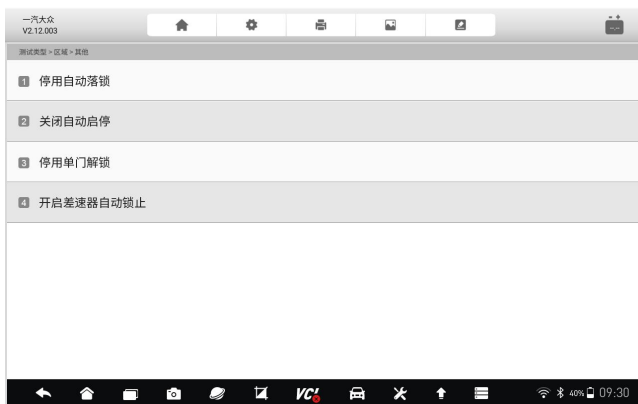 一汽大众
V2.12.003
测试类型 > 区域 > 其他
1 停用自动落锁
2 关闭自动启停
3 停用单门解锁
4 开启差速器自动锁止
VCI 40% 09:30